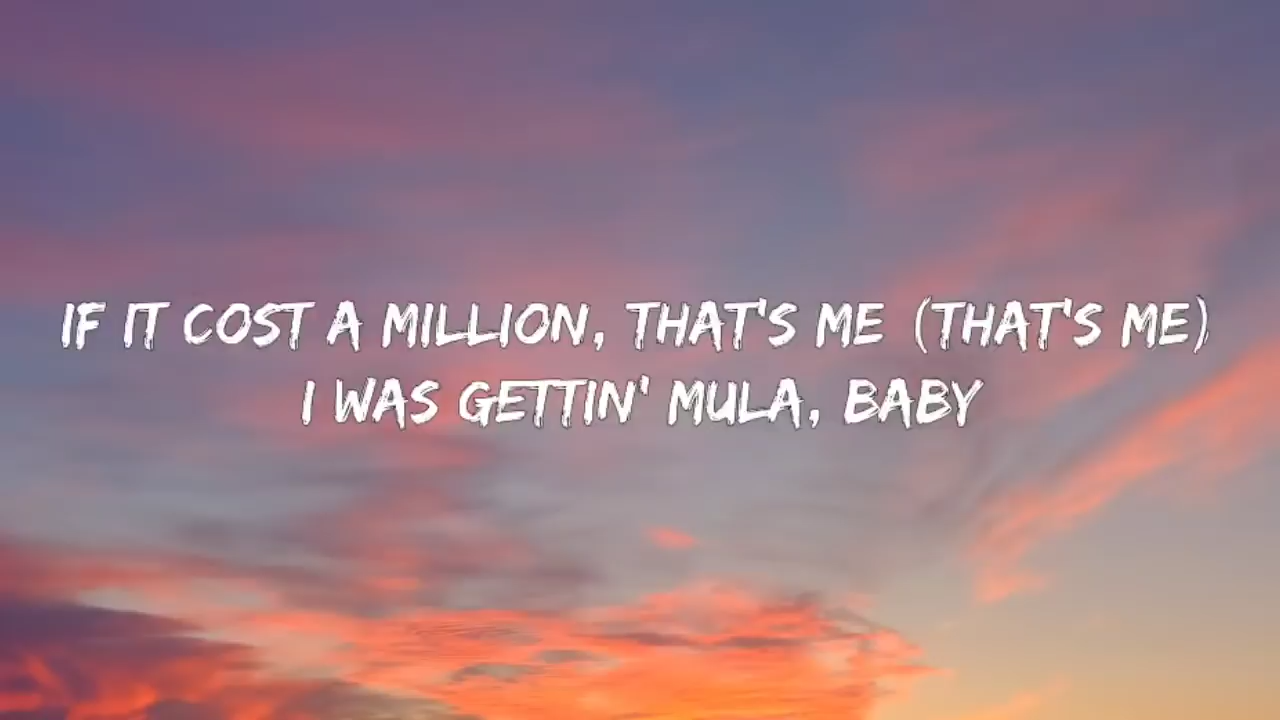 IF IT COST A MILLION, THAT'S ME (THAT'S ME)
I WAS GETTIN' MULA, BABY